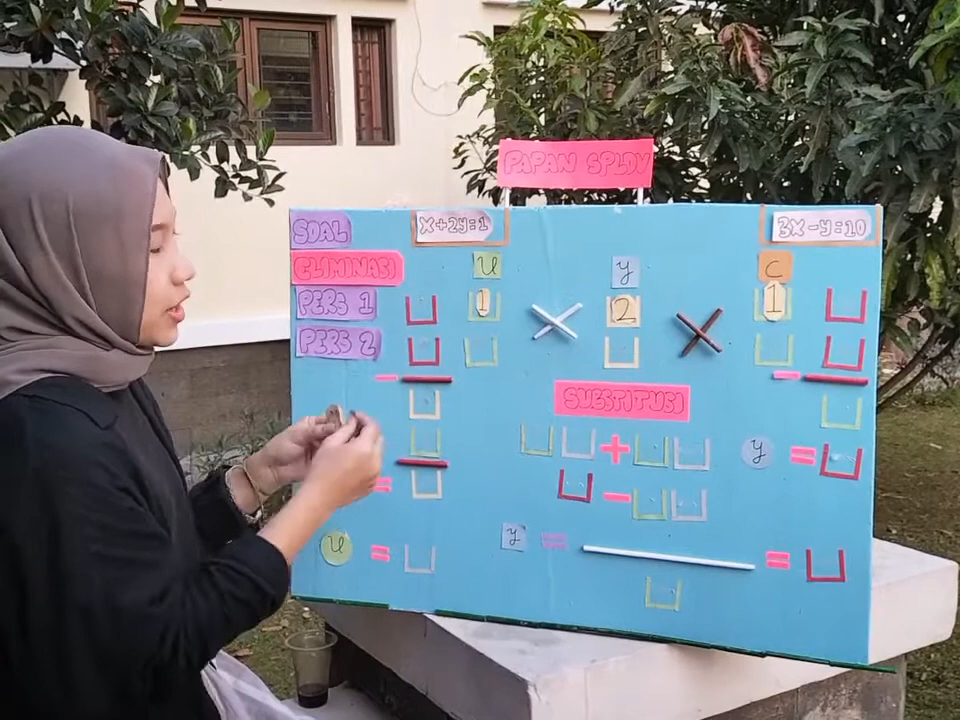 PAPAN SPLDV
SOAL x+2y=1 3x-y=10
ELIMINASI x y C
PERS 1 1 2 1
PERS 2
SUBSTITUSI
+ y =
-
x = y = =